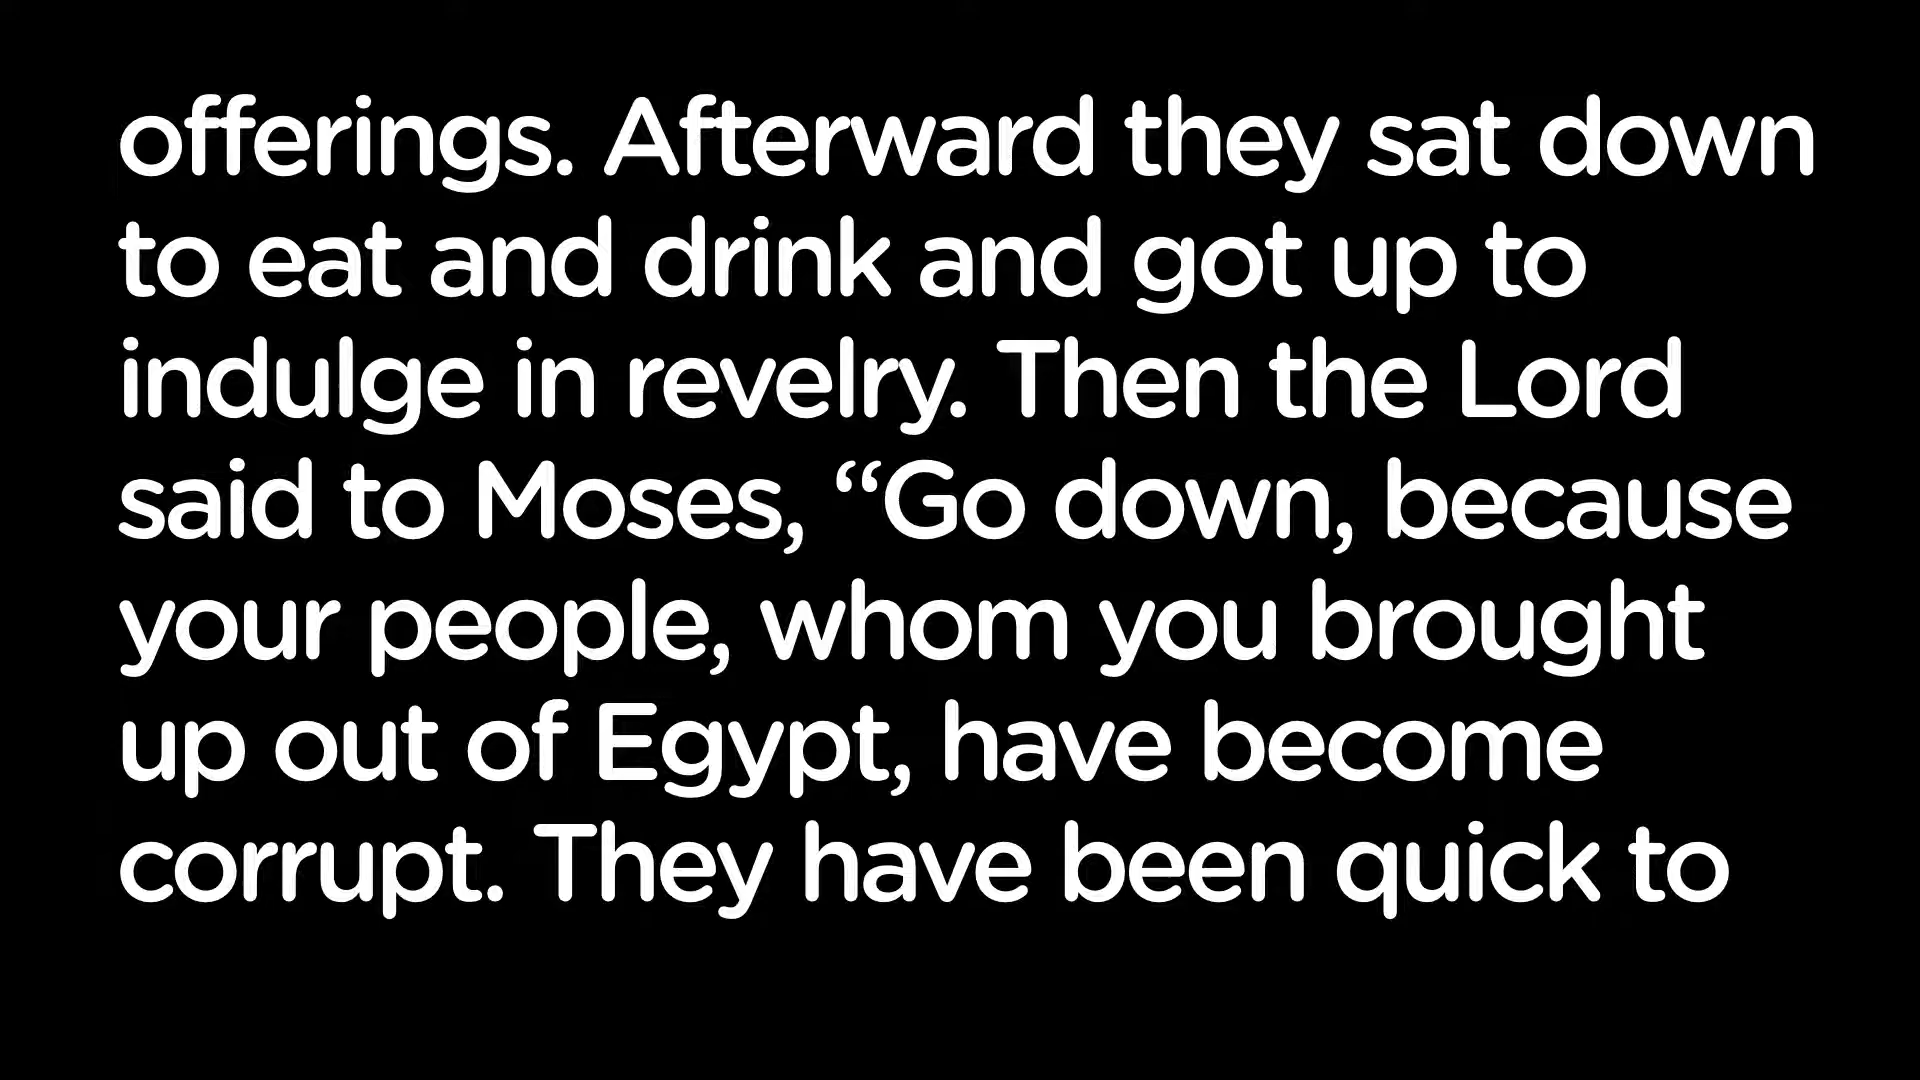 offerings. Afterward they sat down
to eat and drink and got up to
indulge in revelry. Then the Lord
said to Moses, “Go down, because
your people, whom you brought
up out of Egypt, have become
corrupt. They have been quick to